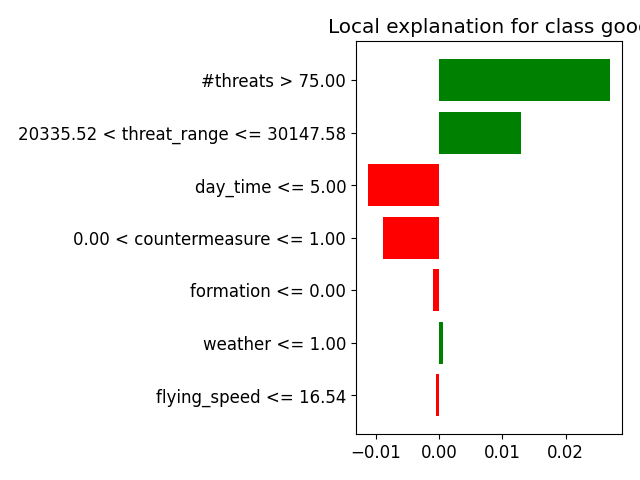 Local explanation for class goo
#threats > 75.00
20335.52 < threat_range <= 30147.58
day_time <= 5.00
0.00 < countermeasure <= 1.00
formation <= 0.00
weather <= 1.00
flying_speed <= 16.54
−0.01 0.00 0.01 0.02